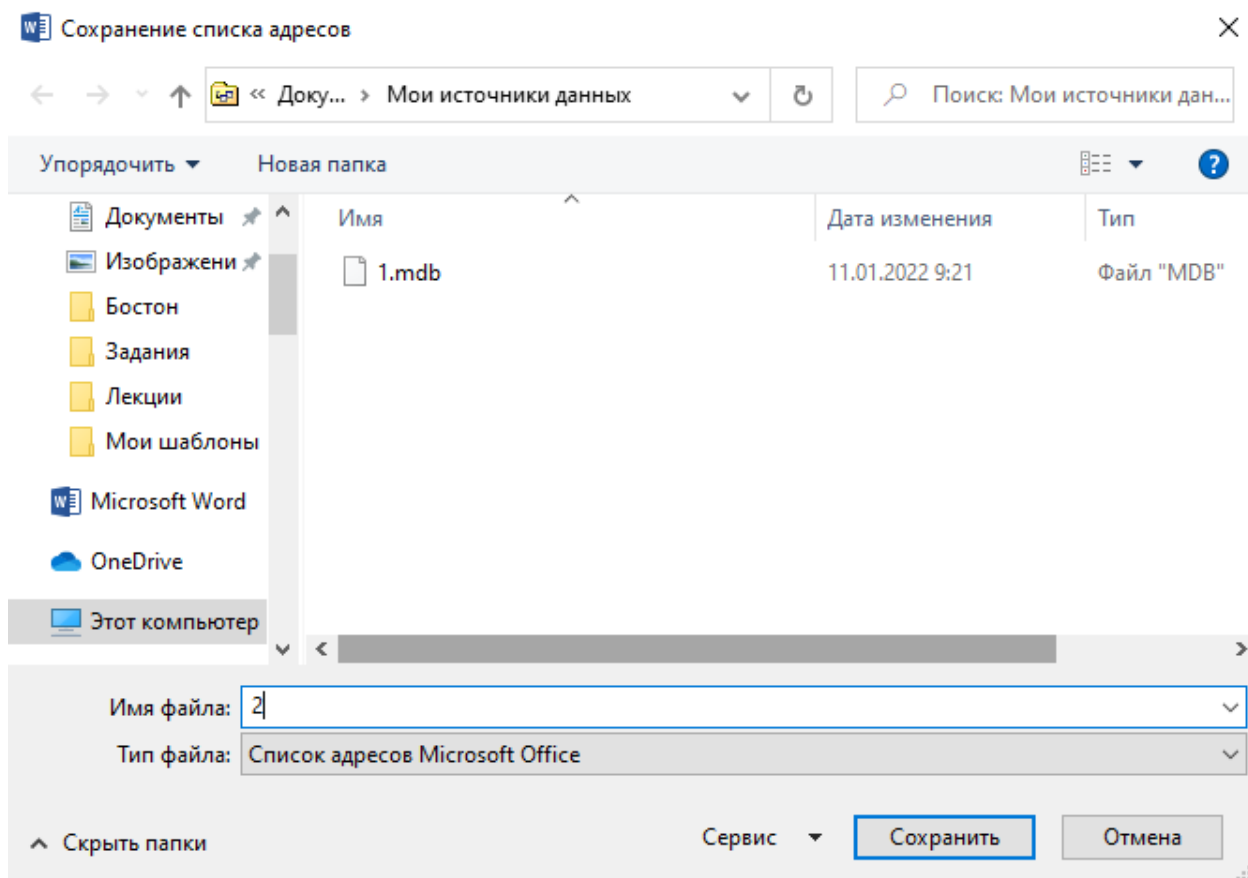 Сохранение списка адресов
« Доку... › Мои источники данных
Поиск: Мои источники дан...
Упорядочить
Новая папка
?
Документы
Изображени
Бостон
Задания
Лекции
Мои шаблоны
Microsoft Word
OneDrive
Этот компьютер
Имя
Дата изменения
Тип
1.mdb
11.01.2022 9:21
Файл "MDB"
Имя файла: 2
Тип файла: Список адресов Microsoft Office
Скрыть папки
Сервис
Сохранить
Отмена